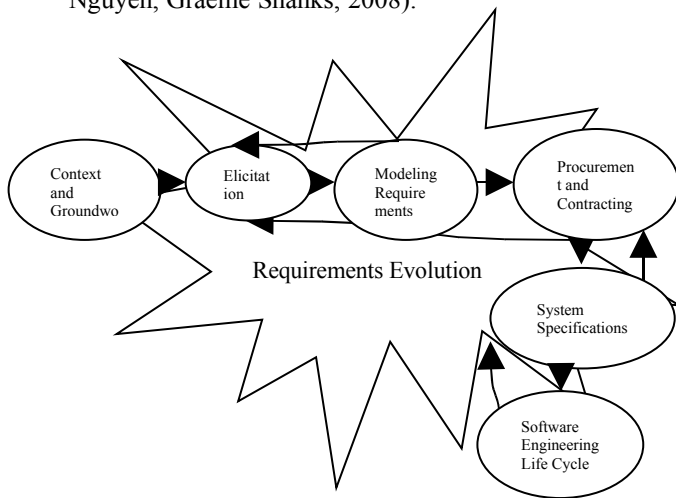 Nguyen, Graeme Shanks, 2008).
Context
and
Groundwo
Elicitat
ion
Modeling
Require
ments
Procuremen
t and
Contracting
Requirements Evolution
System
Specifications
Software
Engineering
Life Cycle